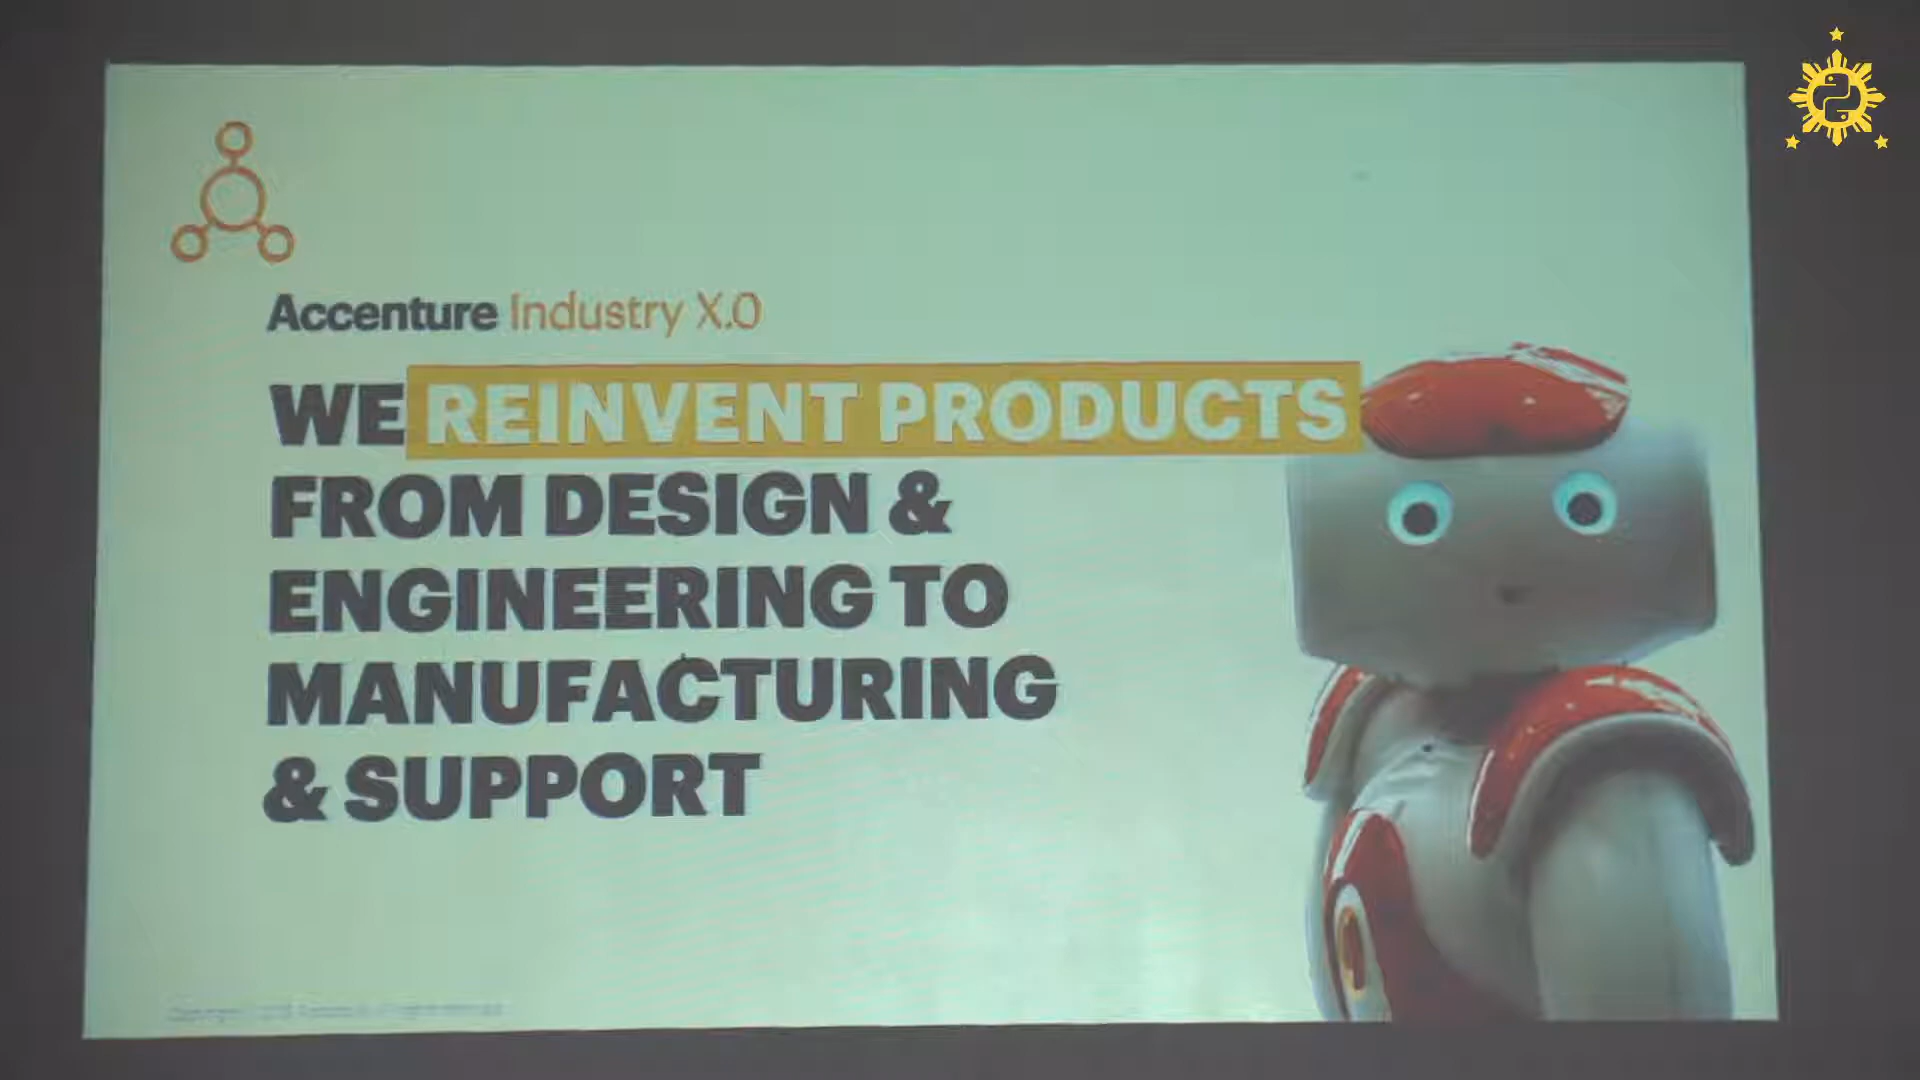 Accenture Industry X.0
WE REINVENT PRODUCTS
FROM DESIGN &
ENGINEERING TO
MANUFACTURING
& SUPPORT